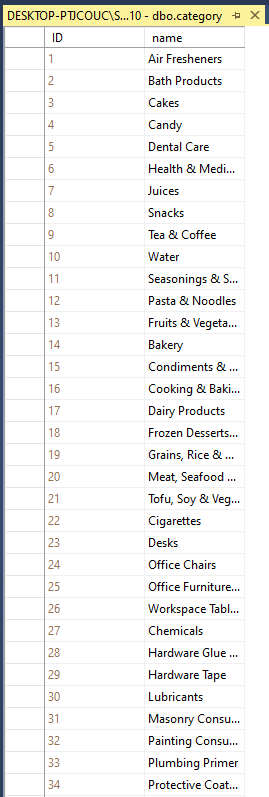 DESKTOP-PTJCOUC\S...10 - dbo.category
ID name
1 Air Fresheners
2 Bath Products
3 Cakes
4 Candy
5 Dental Care
6 Health & Medi...
7 Juices
8 Snacks
9 Tea & Coffee
10 Water
11 Seasonings & S...
12 Pasta & Noodles
13 Fruits & Vegeta...
14 Bakery
15 Condiments & ...
16 Cooking & Baki...
17 Dairy Products
18 Frozen Desserts...
19 Grains, Rice & ...
20 Meat, Seafood ...
21 Tofu, Soy & Veg...
22 Cigarettes
23 Desks
24 Office Chairs
25 Office Furniture...
26 Workspace Tabl...
27 Chemicals
28 Hardware Glue ...
29 Hardware Tape
30 Lubricants
31 Masonry Consu...
32 Painting Consu...
33 Plumbing Primer
34 Protective Coat...